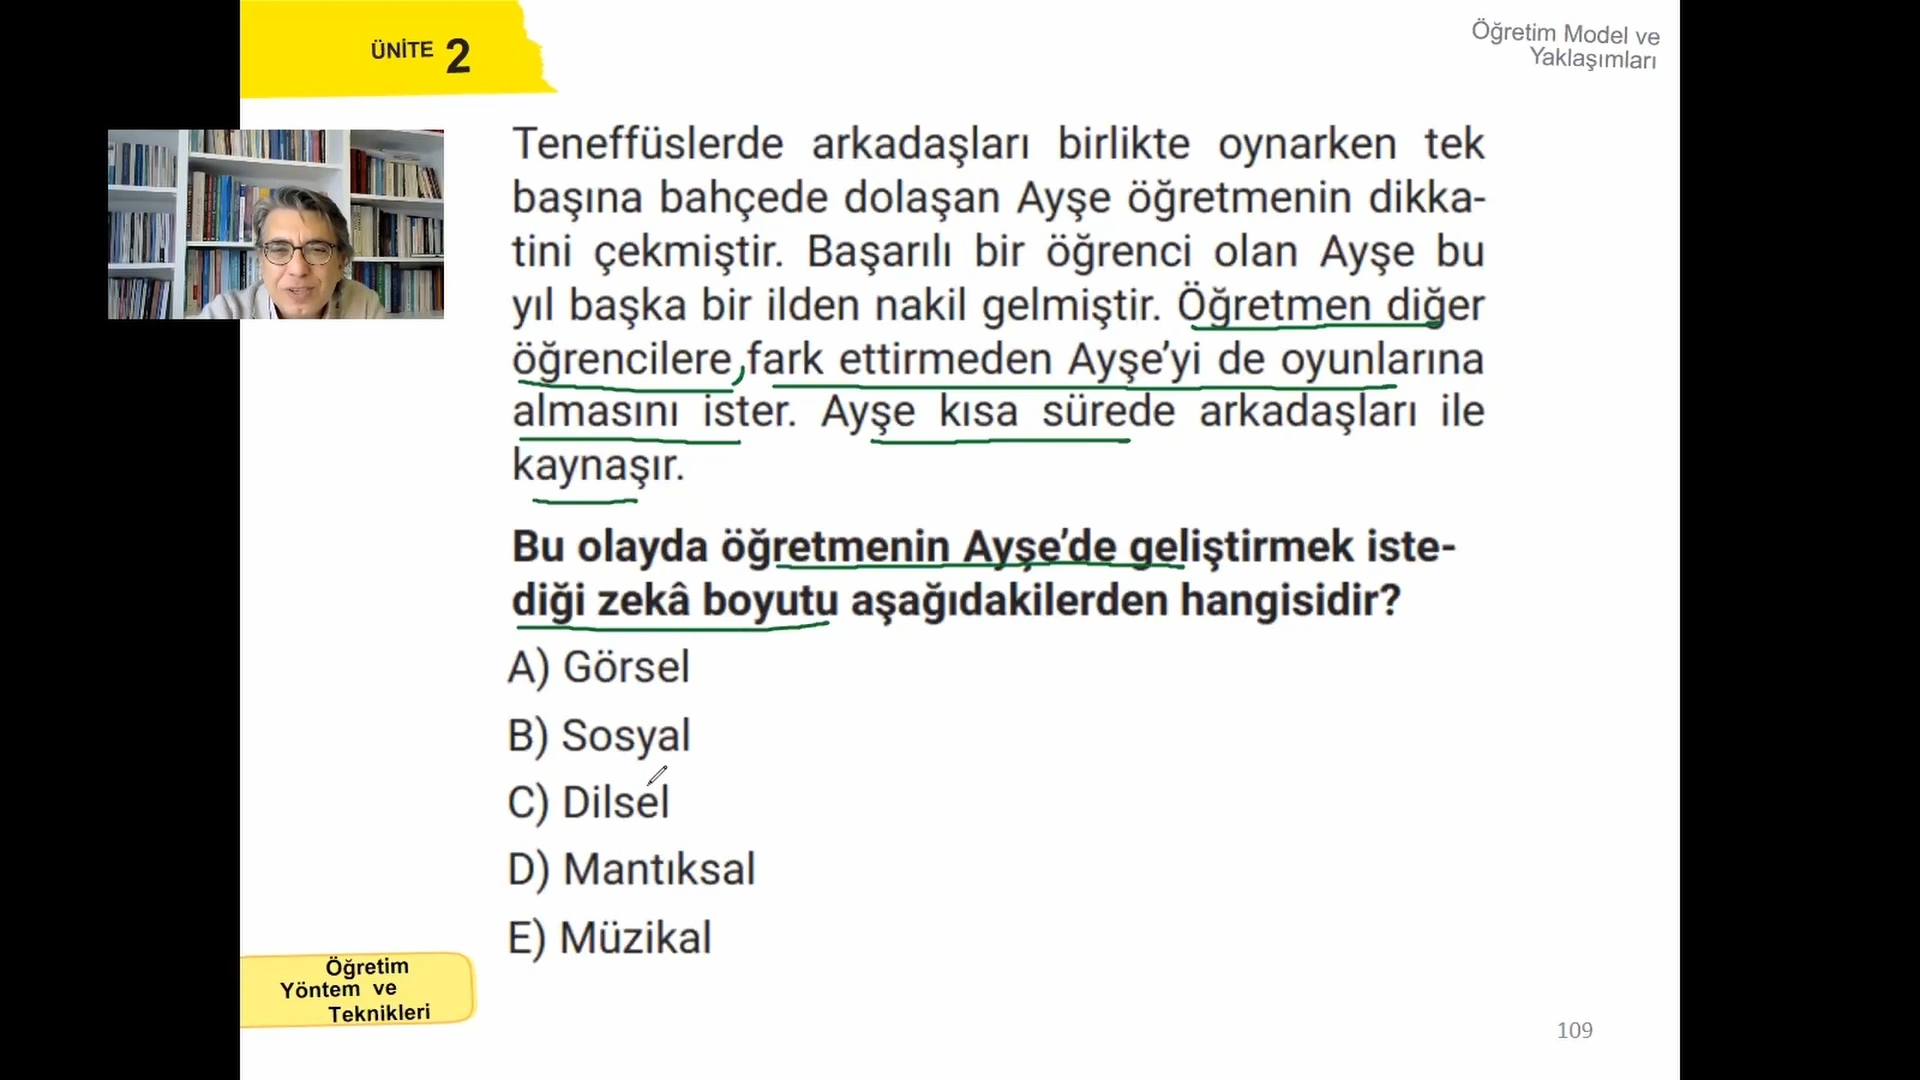 ÜNİTE 2
Öğretim Model ve
Yaklaşımları
Teneffüslerde arkadaşları birlikte oynarken tek
başına bahçede dolaşan Ayşe öğretmenin dikka-
tini çekmiştir. Başarılı bir öğrenci olan Ayşe bu
yıl başka bir ilden nakil gelmiştir. Öğretmen diğer
öğrencilere, fark ettirmeden Ayşe’yi de oyunlarına
almasını ister. Ayşe kısa sürede arkadaşları ile
kaynaşır.
Bu olayda öğretmenin Ayşe’de geliştirmek iste-
diği zekâ boyutu aşağıdakilerden hangisidir?
A) Görsel
B) Sosyal
C) Dilsel
D) Mantıksal
E) Müzikal
Öğretim
Yöntem ve
Teknikleri
109